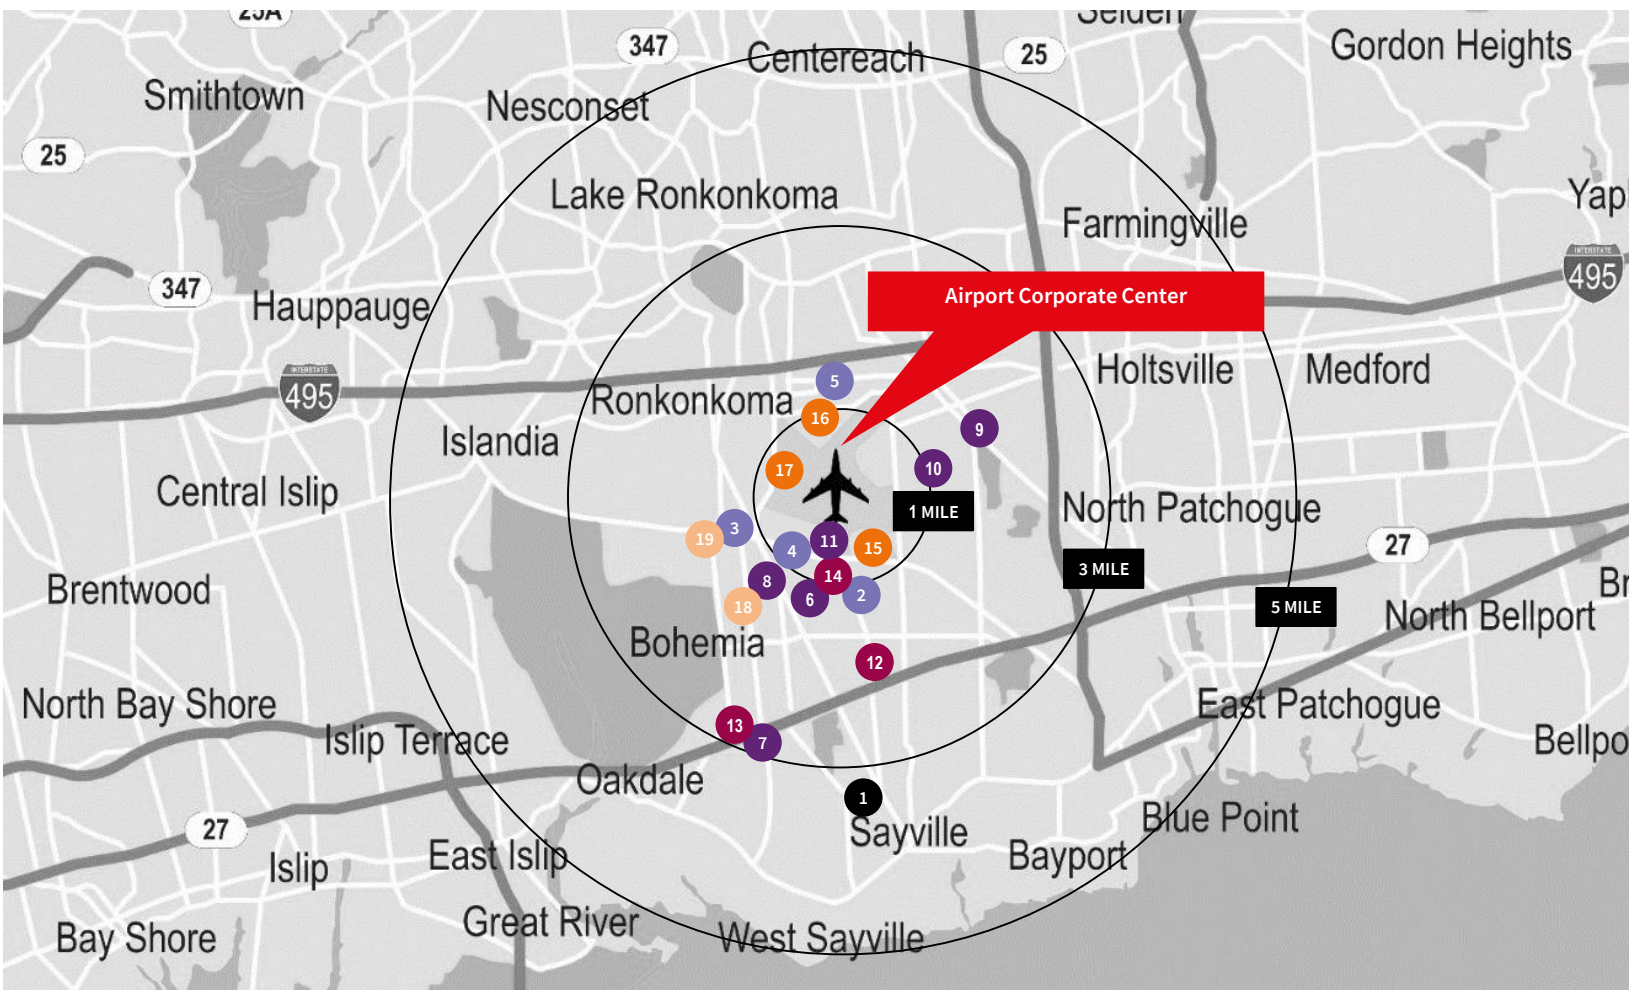 25A
Selden
347
Centereach
25
Gordon Heights
Smithtown
Nesconset
25
Lake Ronkonkoma
Farmingville
INTERSTATE
495
347
Hauppauge
Airport Corporate Center
INTERSTATE
495
Ronkonkoma
5
Holtsville
Medford
16
9
Islandia
17
10
Central Islip
1 MILE
North Patchogue
19
3
4
11
15
27
3 MILE
Brentwood
8
14
18
6
2
5 MILE
North Bellport
Bohemia
12
North Bay Shore
East Patchogue
13
7
Islip Terrace
Oakdale
1
Sayville
Blue Point
27
East Islip
Bayport
Islip
Great River
West Sayville
Bay Shore